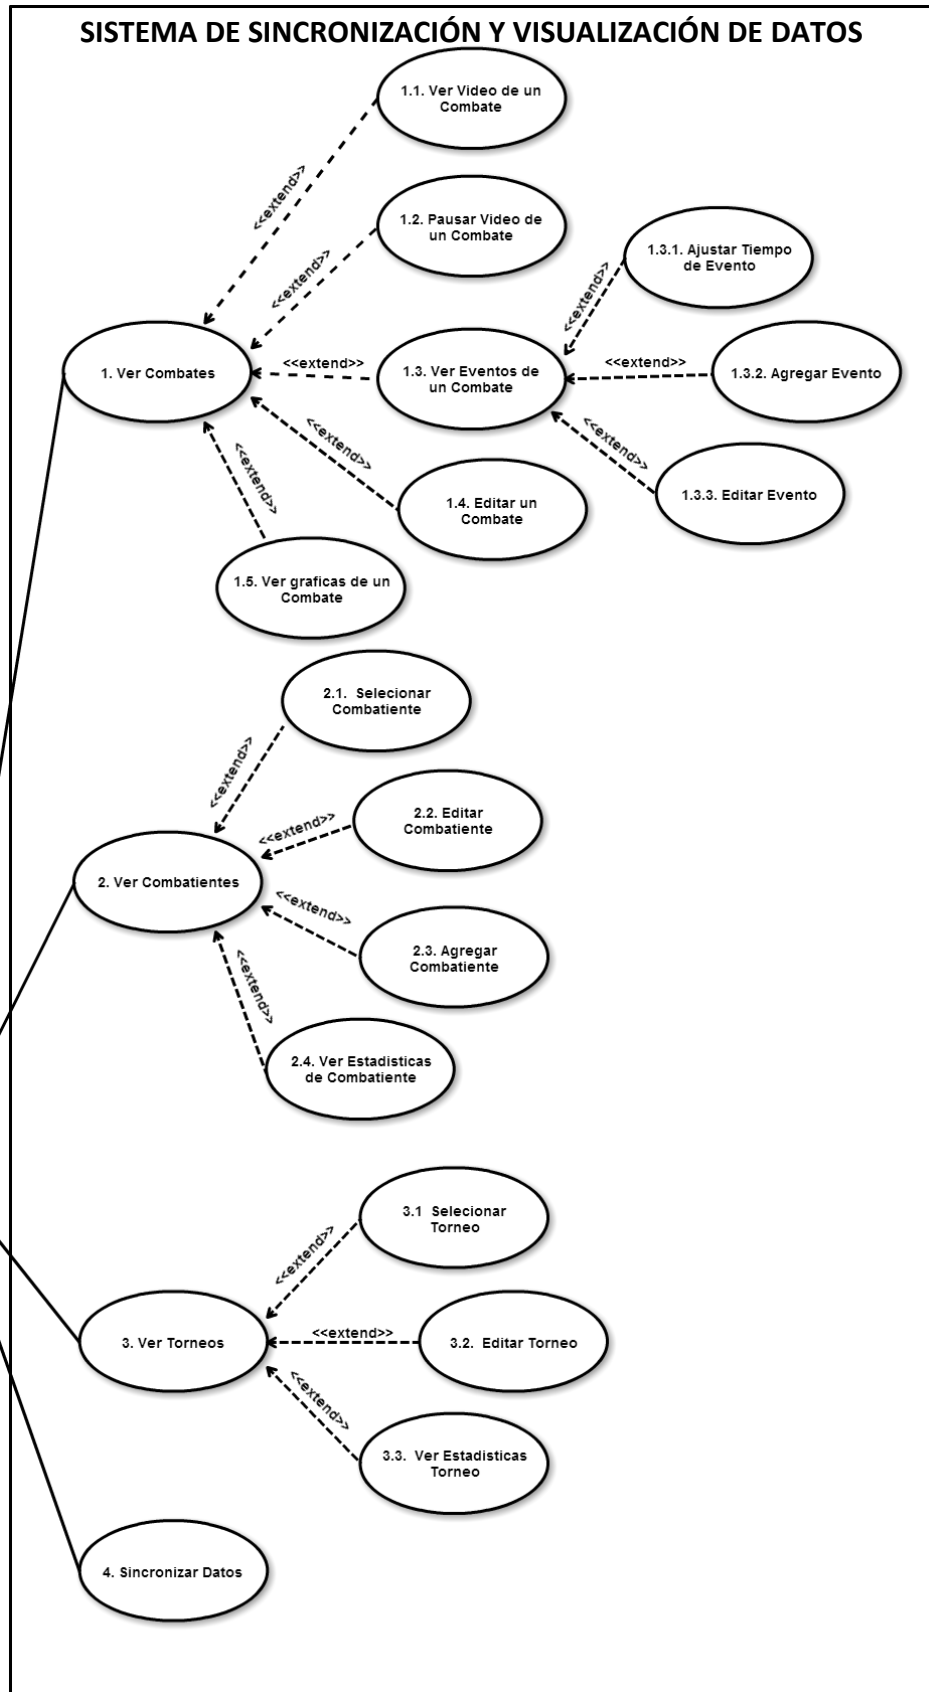 SISTEMA DE SINCRONIZACIÓN Y VISUALIZACIÓN DE DATOS
1.1. Ver Video de un
Combate
<<extend>>
1.2. Pausar Video de
un Combate
<<extend>>
1.3.1. Ajustar Tiempo
de Evento
<<extend>>
1. Ver Combates
<<extend>>
1.3. Ver Eventos de
un Combate
<<extend>>
1.3.2. Agregar Evento
<<extend>>
<<extend>>
1.3.3. Editar Evento
<<extend>>
1.4. Editar un
Combate
1.5. Ver graficas de un
Combate
2.1.  Selecionar
Combatiente
<<extend>>
2.2. Editar
Combatiente
<<extend>>
2. Ver Combatientes
<<extend>>
2.3. Agregar
Combatiente
<<extend>>
2.4. Ver Estadisticas
de Combatiente
3.1  Selecionar
Torneo
<<extend>>
3. Ver Torneos
<<extend>>
3.2.  Editar Torneo
<<extend>>
3.3.  Ver Estadisticas
Torneo
4. Sincronizar Datos